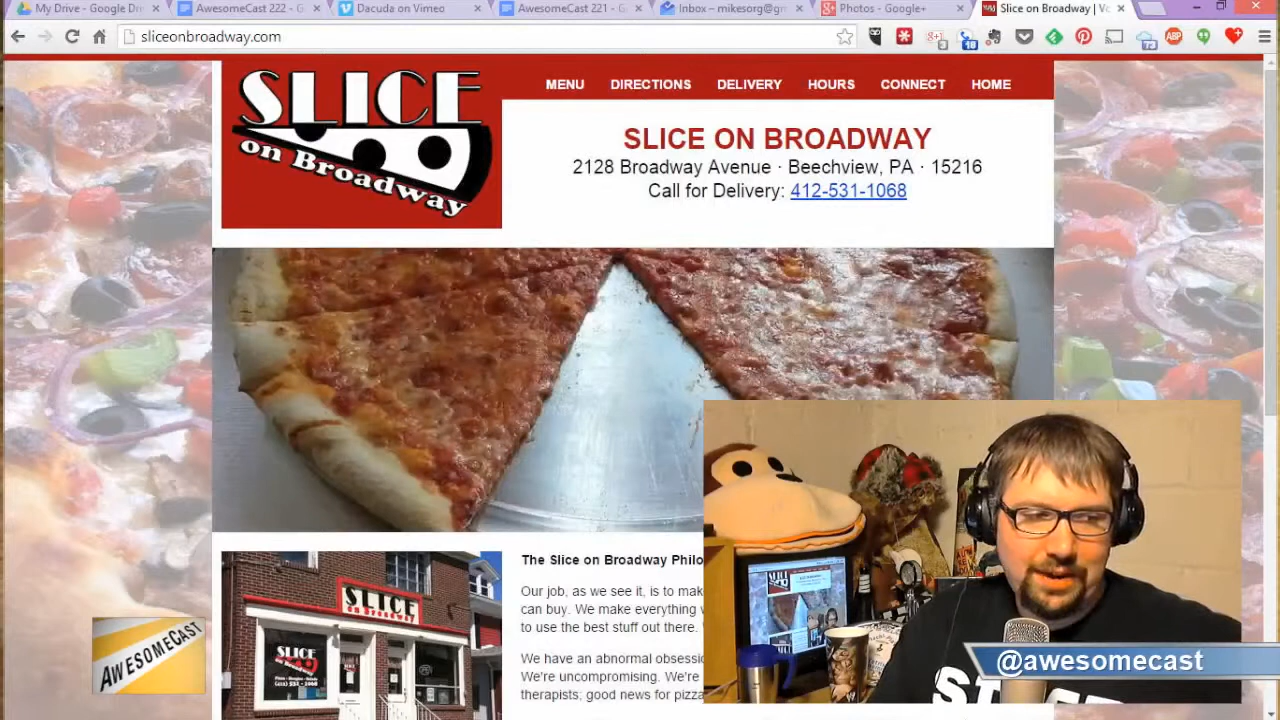 My Drive - Google Dri
AwesomeCast 222 - G
Dacuda on Vimeo
AwesomeCast 221 - G
Inbox – mikesorg@gm
Photos - Google+
Slice on Broadway | Vo
sliceonbroadway.com
SLICE
on Broadway
MENU DIRECTIONS DELIVERY HOURS CONNECT HOME
SLICE ON BROADWAY
2128 Broadway Avenue · Beechview, PA · 15216
Call for Delivery: 412-531-1068
The Slice on Broadway Philo
Our job, as we see it, is to mak
can buy. We make everything w
to use the best stuff out there.
We have an abnormal obsessi
We're uncompromising. We're
therapists; good news for pizza
SLICE
on Broadway
SLICE
AWESOMECAST
@awesomecast